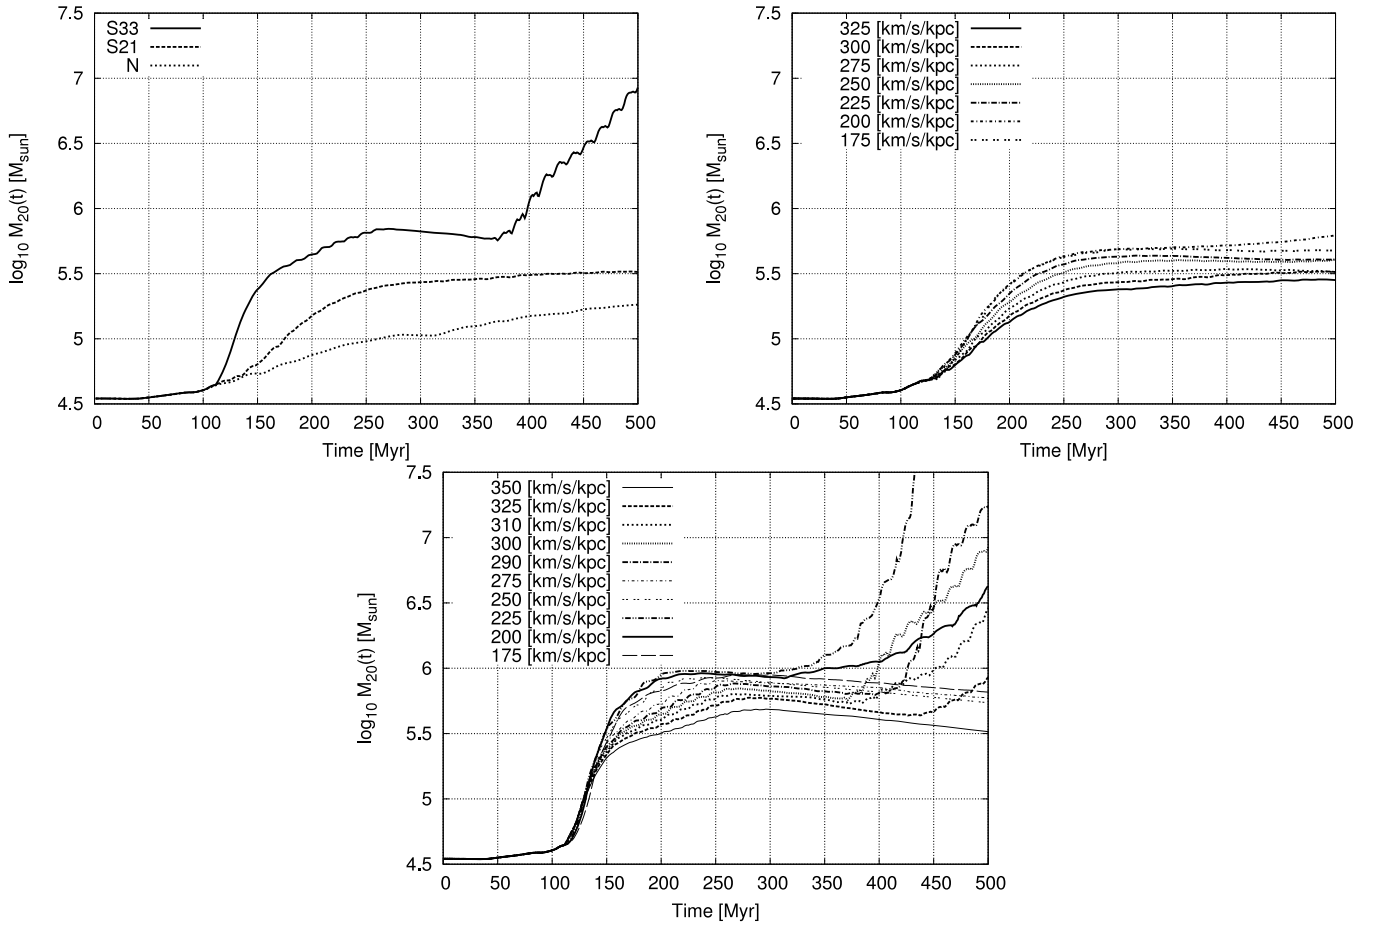 7.5
7
6.5
6
5.5
5
4.5
log10 M20(t) [Msun]
S33
S21
N
0 50 100 150 200 250 300 350 400 450 500
Time [Myr]
7.5
7
6.5
6
5.5
5
4.5
log10 M20(t) [Msun]
325 [km/s/kpc]
300 [km/s/kpc]
275 [km/s/kpc]
250 [km/s/kpc]
225 [km/s/kpc]
200 [km/s/kpc]
175 [km/s/kpc]
0 50 100 150 200 250 300 350 400 450 500
Time [Myr]
7.5
7
6.5
6
5.5
5
4.5
log10 M20(t) [Msun]
350 [km/s/kpc]
325 [km/s/kpc]
310 [km/s/kpc]
300 [km/s/kpc]
290 [km/s/kpc]
275 [km/s/kpc]
250 [km/s/kpc]
225 [km/s/kpc]
200 [km/s/kpc]
175 [km/s/kpc]
0 50 100 150 200 250 300 350 400 450 500
Time [Myr]